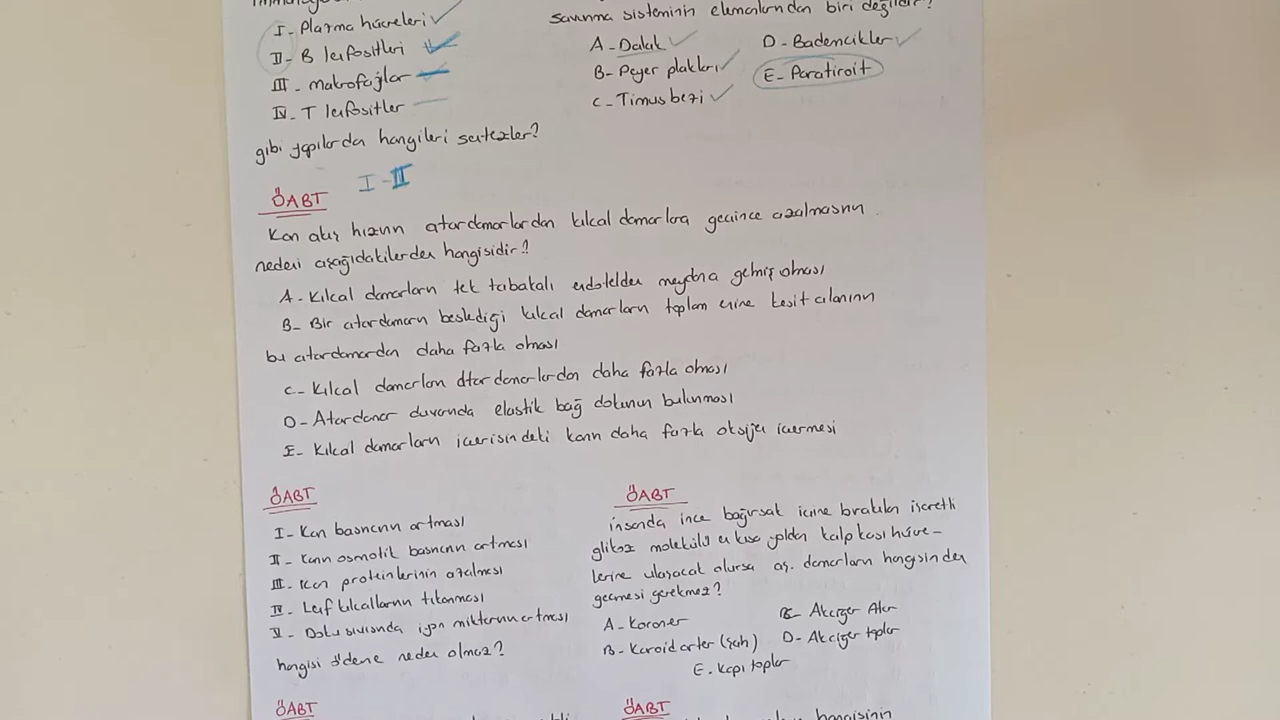 I- Plazma hücreleri
II- B lenfositleri
III- makrofajlar
IV- T lenfositler
gibi yapılardan hangileri sentezler?
I-II
savunma sisteminin elemanlarından biri değildir?
A- Dalak
B- Peyer plakları
C- Timus bezi
D- Bademcikler
E- Paratiroit
ÖABT
Kan akış hızının atardamarlardan kılcal damarlara geçince azalmasının
nedeni aşağıdakilerden hangisidir?
A- Kılcal damarların tek tabakalı endotelden meydana gelmiş olması
B- Bir atardamarın beslediği kılcal damarların toplam enine kesit alanının
bu atardamardan daha fazla olması
C- Kılcal damarların atardamarlardan daha fazla olması
D- Atardamar duvarında elastik bağ dokunun bulunması
E- Kılcal damarların içerisindeki kanın daha fazla oksijen içermesi
ÖABT
I- Kan basıncının artması
II- Kanın osmotik basıncının artması
III- Kan proteinlerinin azalması
IV- Lenf kılcallarının tıkanması
V- Doku sıvısında iyon miktarının artması
hangisi ödeme neden olmaz?
ÖABT
insanda ince bağırsak içine bırakılan işaretli
glikoz molekülü en kısa yoldan kalp kası hücre-
lerine ulaşacak olursa aş. damarların hangisinden
geçmesi gerekmez?
A- Koroner
B- Karoid arter (şah)
C- Akciğer Atar
D- Akciğer toplar
E- Kapı toplar
ÖABT
ÖABT
hangisinin